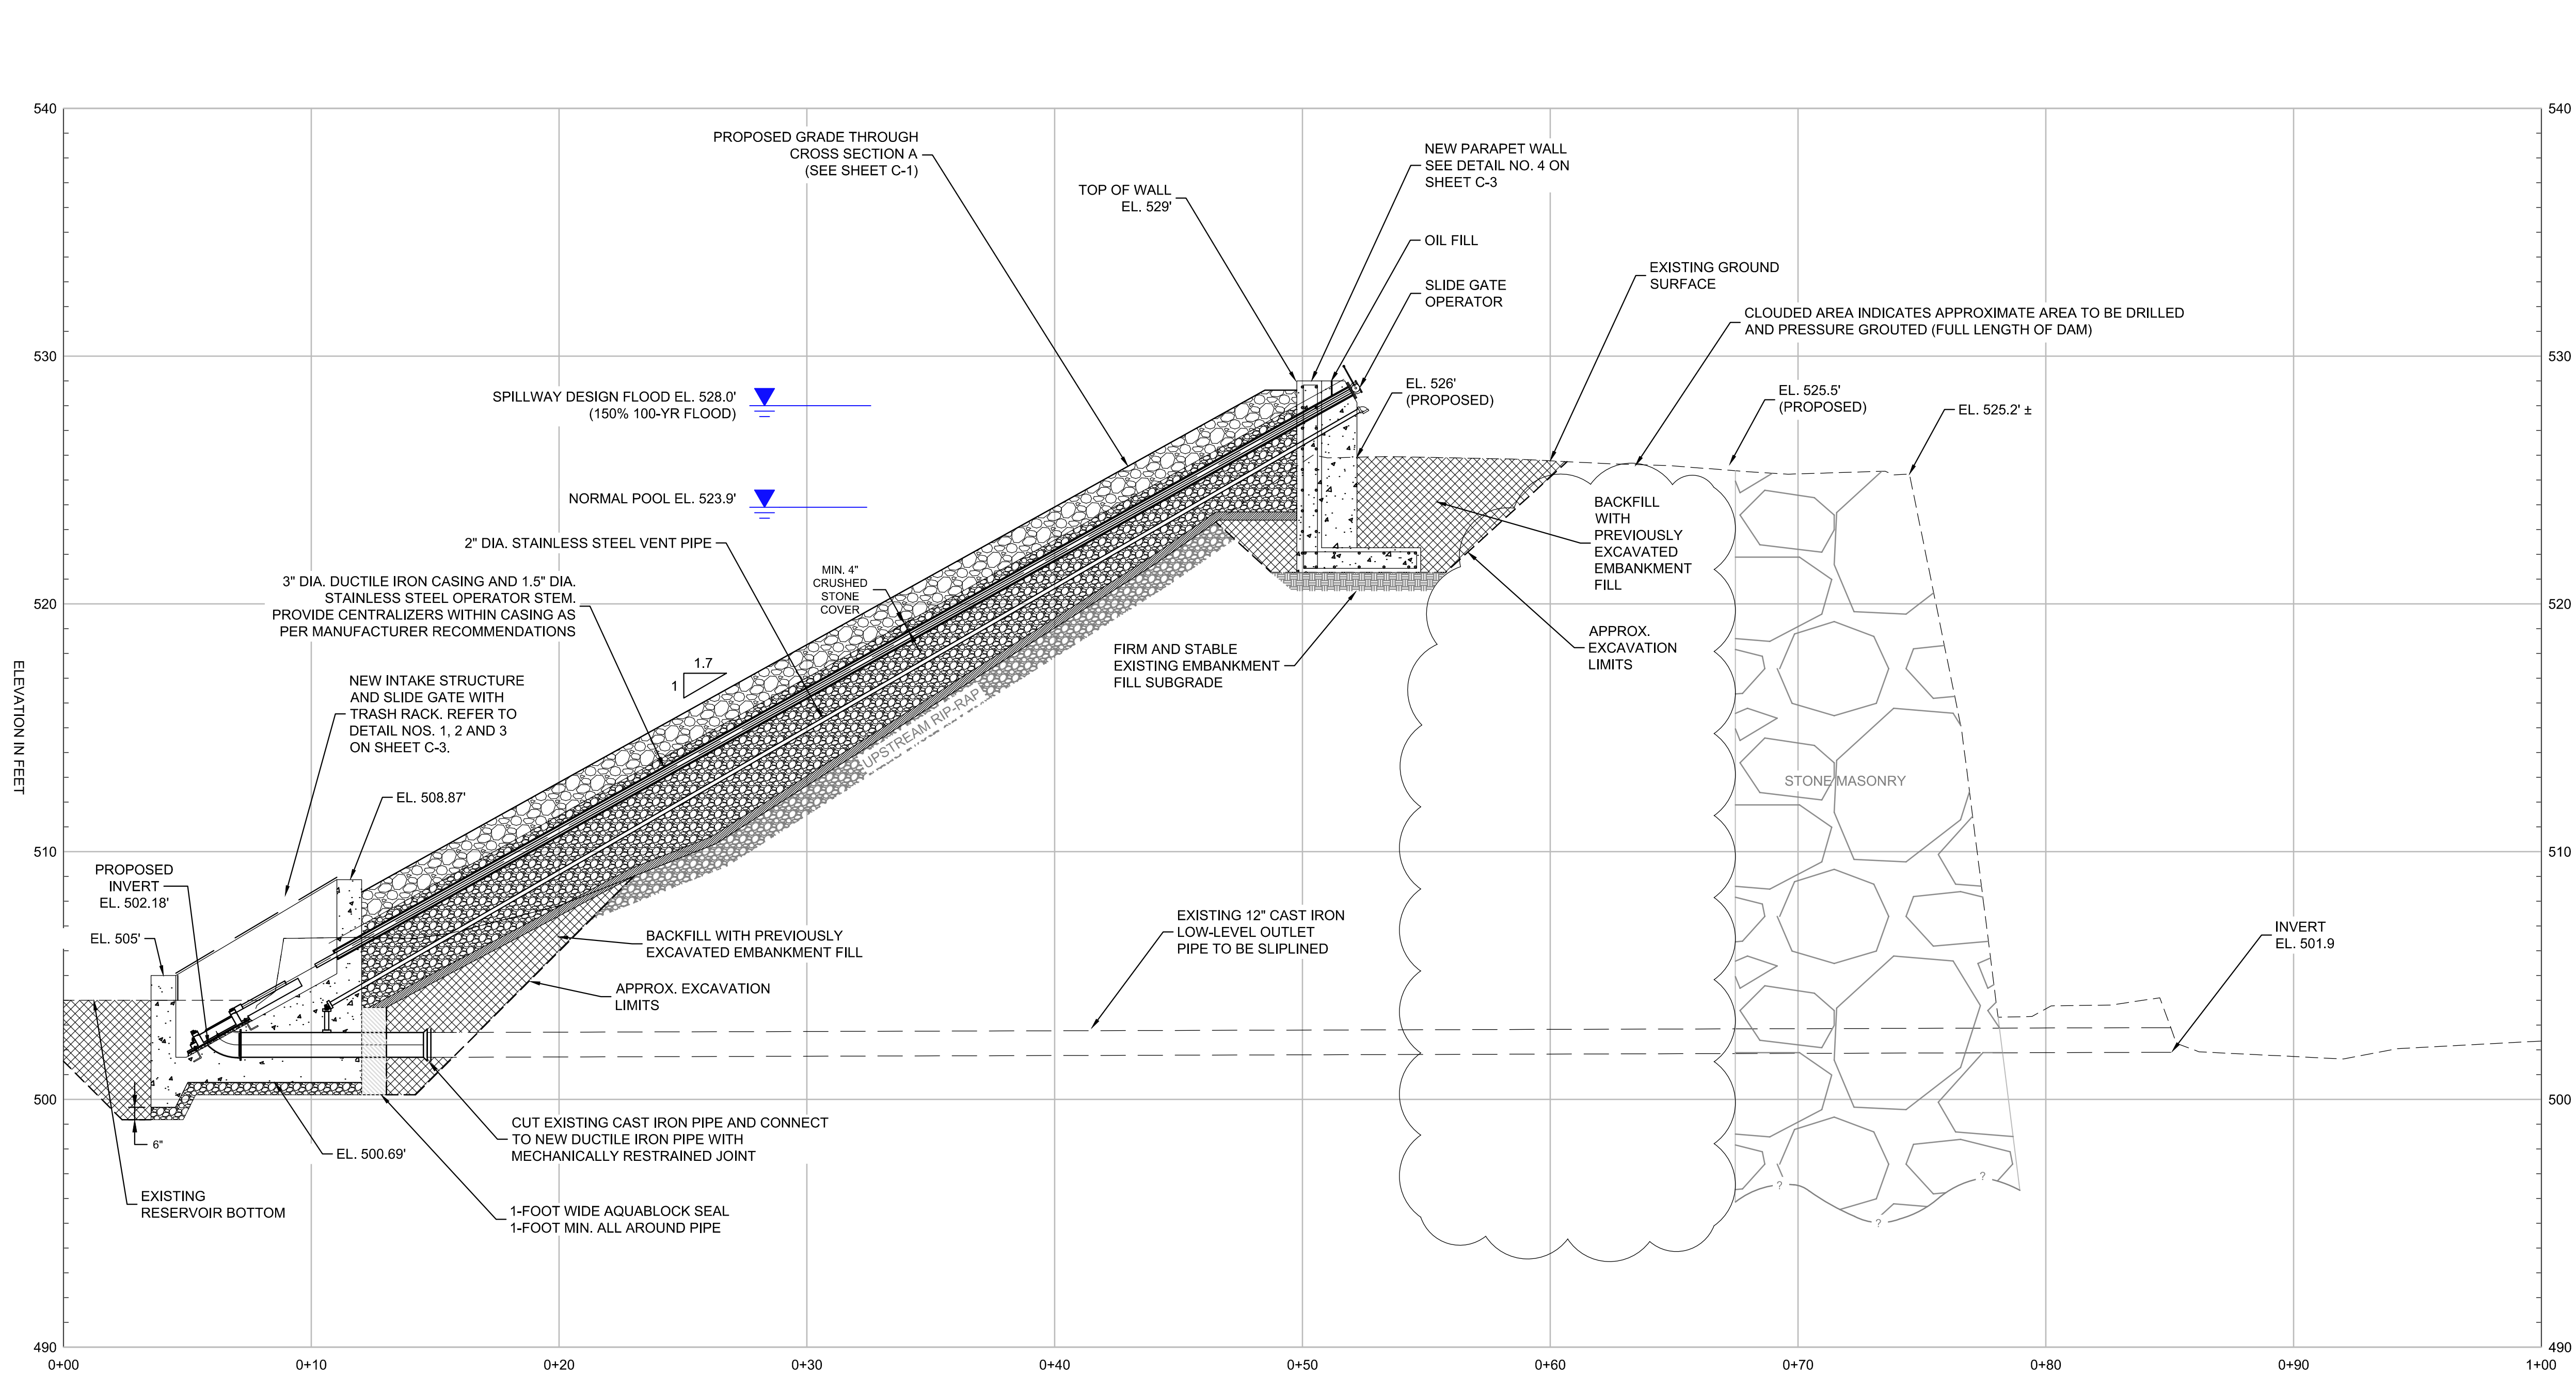 540
540
PROPOSED GRADE THROUGH
CROSS SECTION A
(SEE SHEET C-1)
NEW PARAPET WALL
SEE DETAIL NO. 4 ON
SHEET C-3
TOP OF WALL
EL. 529'
OIL FILL
EXISTING GROUND
SURFACE
SLIDE GATE
OPERATOR
CLOUDED AREA INDICATES APPROXIMATE AREA TO BE DRILLED
AND PRESSURE GROUTED (FULL LENGTH OF DAM)
530
530
SPILLWAY DESIGN FLOOD EL. 528.0'
(150% 100-YR FLOOD)
EL. 526'
(PROPOSED)
EL. 525.5'
(PROPOSED)
EL. 525.2' ±
NORMAL POOL EL. 523.9'
BACKFILL
WITH
PREVIOUSLY
EXCAVATED
EMBANKMENT
FILL
2" DIA. STAINLESS STEEL VENT PIPE
MIN. 4"
CRUSHED
STONE
COVER
3" DIA. DUCTILE IRON CASING AND 1.5" DIA.
STAINLESS STEEL OPERATOR STEM.
PROVIDE CENTRALIZERS WITHIN CASING AS
PER MANUFACTURER RECOMMENDATIONS
520
520
APPROX.
EXCAVATION
LIMITS
FIRM AND STABLE
EXISTING EMBANKMENT
FILL SUBGRADE
1.7
1
UPSTREAM RIP-RAP
NEW INTAKE STRUCTURE
AND SLIDE GATE WITH
TRASH RACK. REFER TO
DETAIL NOS. 1, 2 AND 3
ON SHEET C-3.
ELEVATION IN FEET
STONE MASONRY
EL. 508.87'
510
510
PROPOSED
INVERT
EL. 502.18'
EL. 505'
EXISTING 12" CAST IRON
LOW-LEVEL OUTLET
PIPE TO BE SLIPLINED
INVERT
EL. 501.9
BACKFILL WITH PREVIOUSLY
EXCAVATED EMBANKMENT FILL
APPROX. EXCAVATION
LIMITS
500
500
6"
CUT EXISTING CAST IRON PIPE AND CONNECT
TO NEW DUCTILE IRON PIPE WITH
MECHANICALLY RESTRAINED JOINT
EL. 500.69'
EXISTING
RESERVOIR BOTTOM
1-FOOT WIDE AQUABLOCK SEAL
1-FOOT MIN. ALL AROUND PIPE
?
?
?
490
490
0+00
0+10
0+20
0+30
0+40
0+50
0+60
0+70
0+80
0+90
1+00